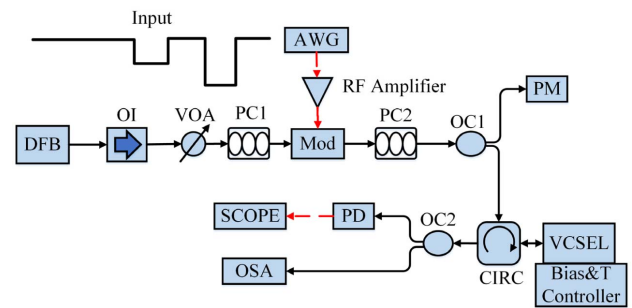 Input
AWG
RF Amplifier
VOA
PC1
PC2
OC1
PM
OI
DFB
Mod
SCOPE
PD
OC2
VCSEL
OSA
CIRC
Bias&T
Controller